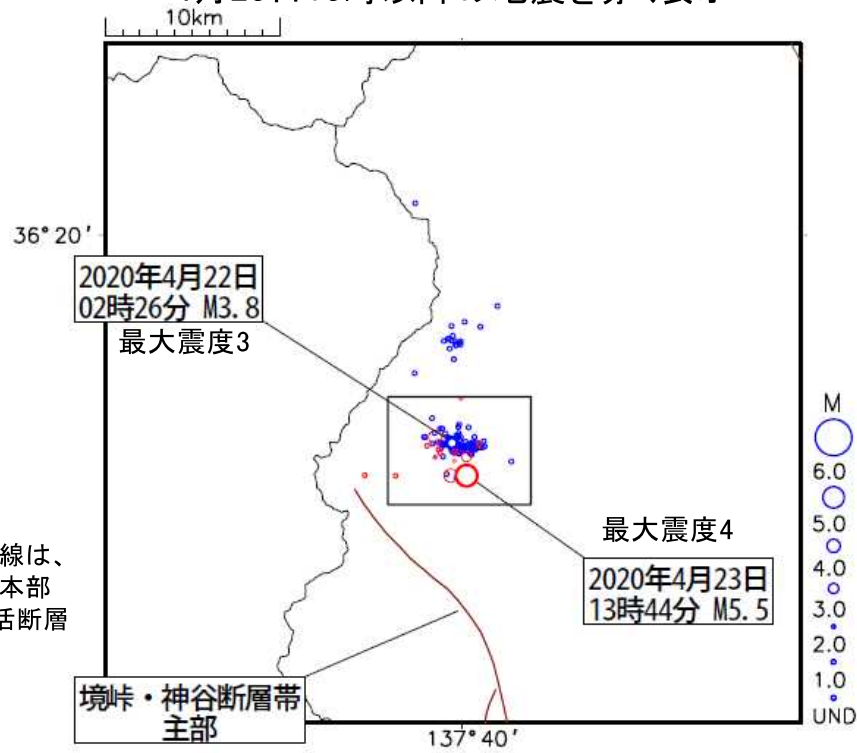 10km
36°20′
2020年4月22日
02時26分 M3.8
最大震度3
M
6.0
5.0
4.0
3.0
2.0
1.0
UND
最大震度4
2020年4月23日
13時44分 M5.5
線は、
本部
活断層
境峠・神谷断層帯
主部
137°40′